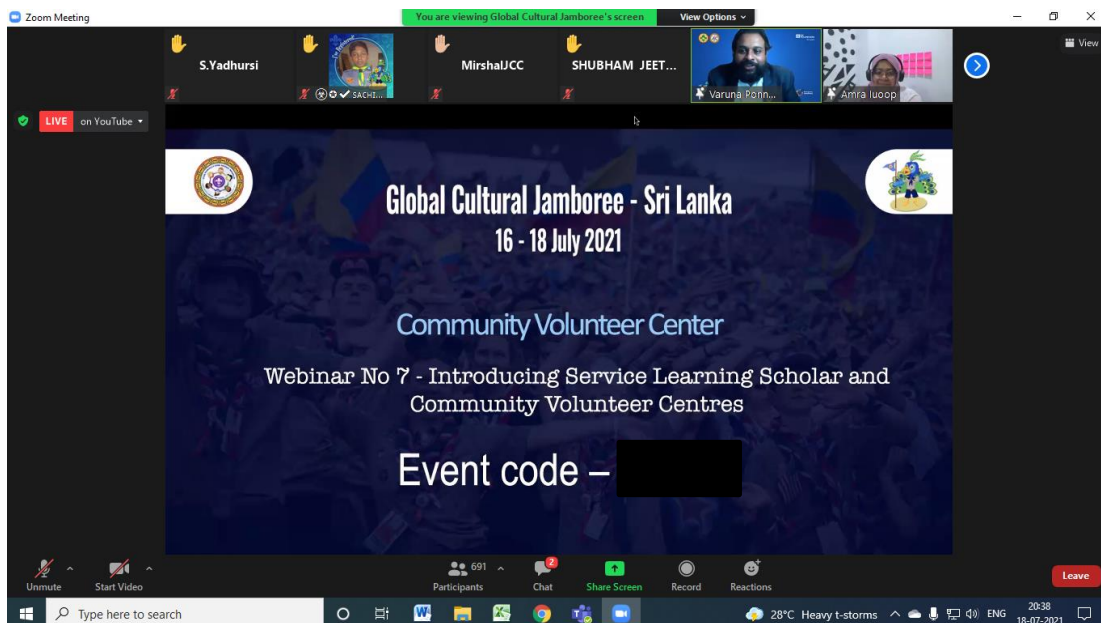 Zoom Meeting
You are viewing Global Cultural Jamboree's screen View Options
View
S.Yadhursi
SACHI...
MirshalJCC
SHUBHAM JEET...
Varuna Ponn...
Amra Iuoop
LIVE on YouTube
Global Cultural Jamboree - Sri Lanka
16 - 18 July 2021
Community Volunteer Center
Webinar No 7 - Introducing Service Learning Scholar and
Community Volunteer Centres
Event code –
Unmute
Start Video
691
Participants
2
Chat
Share Screen
Record
Reactions
Leave
Type here to search
28°C Heavy t-storms
ENG
20:38
18-07-2021